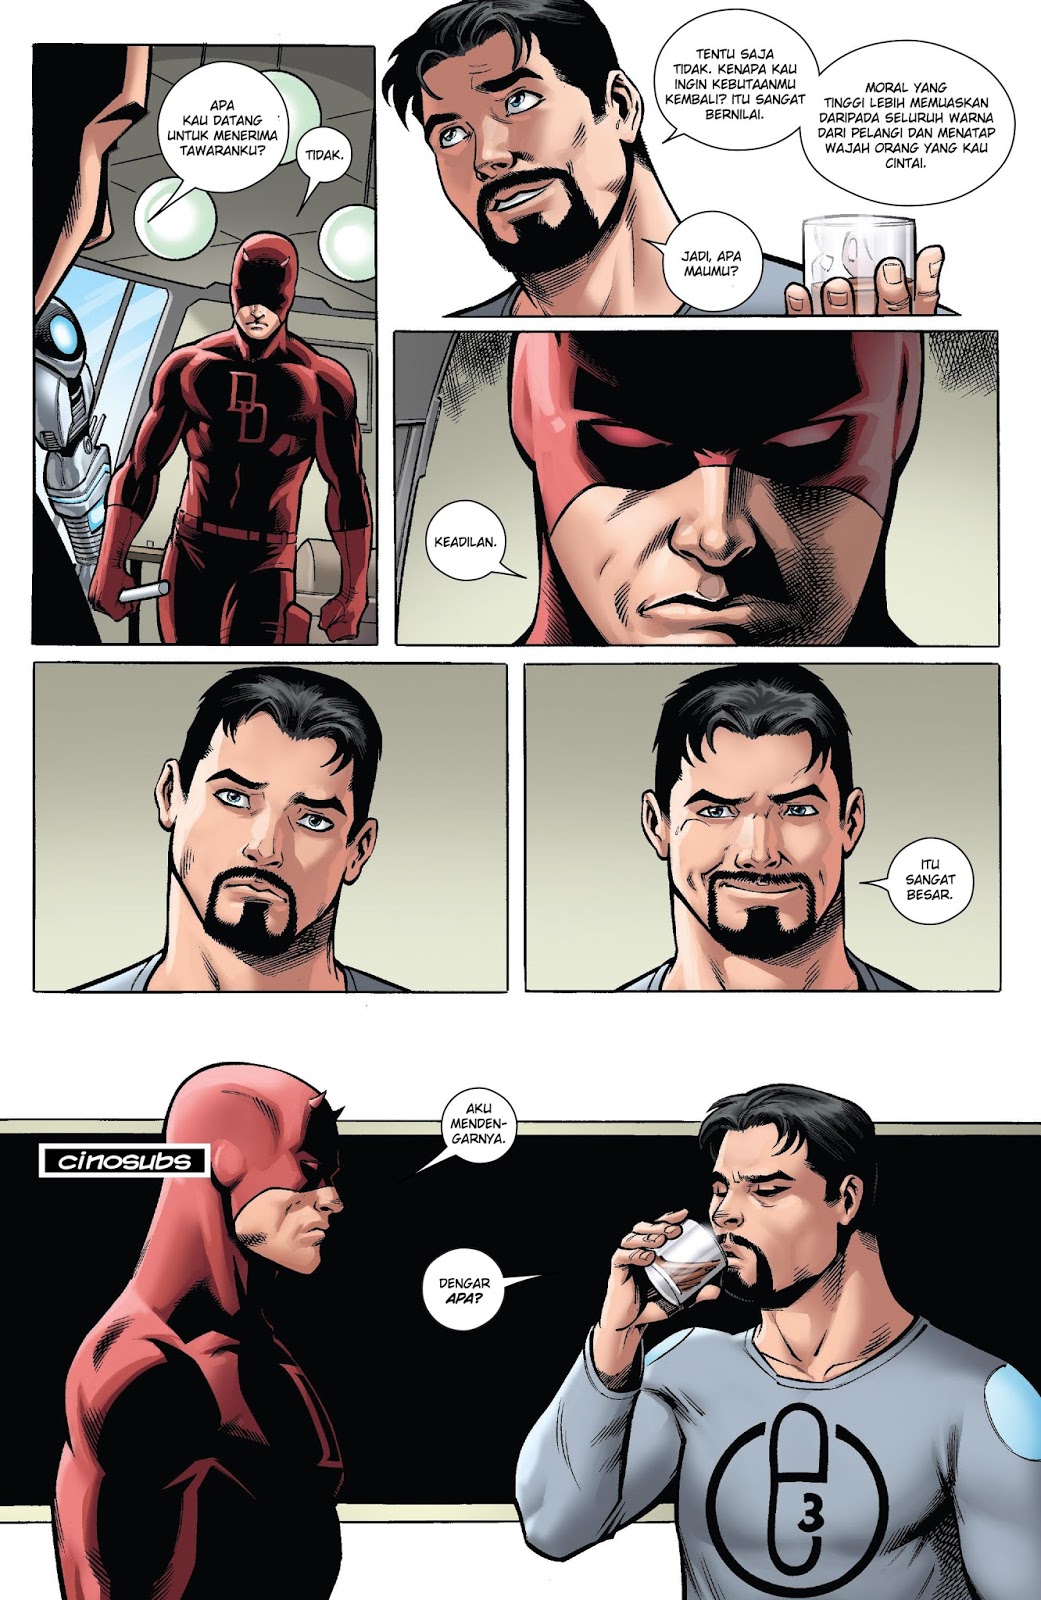 APA
KAU DATANG
UNTUK MENERIMA
TAWARANKU?
TIDAK.
DD
TENTU SAJA
TIDAK. KENAPA KAU
INGIN KEBUTAANMU
KEMBALI? ITU SANGAT
BERNILAI.
MORAL YANG
TINGGI LEBIH MEMUASKAN
DARIPADA SELURUH WARNA
DARI PELANGI DAN MENATAP
WAJAH ORANG YANG KAU
CINTAI.
JADI, APA
MAUMU?
KEADILAN.
ITU
SANGAT
BESAR.
AKU
MENDEN-
GARNYA.
cinosubs
DENGAR
APA?
3